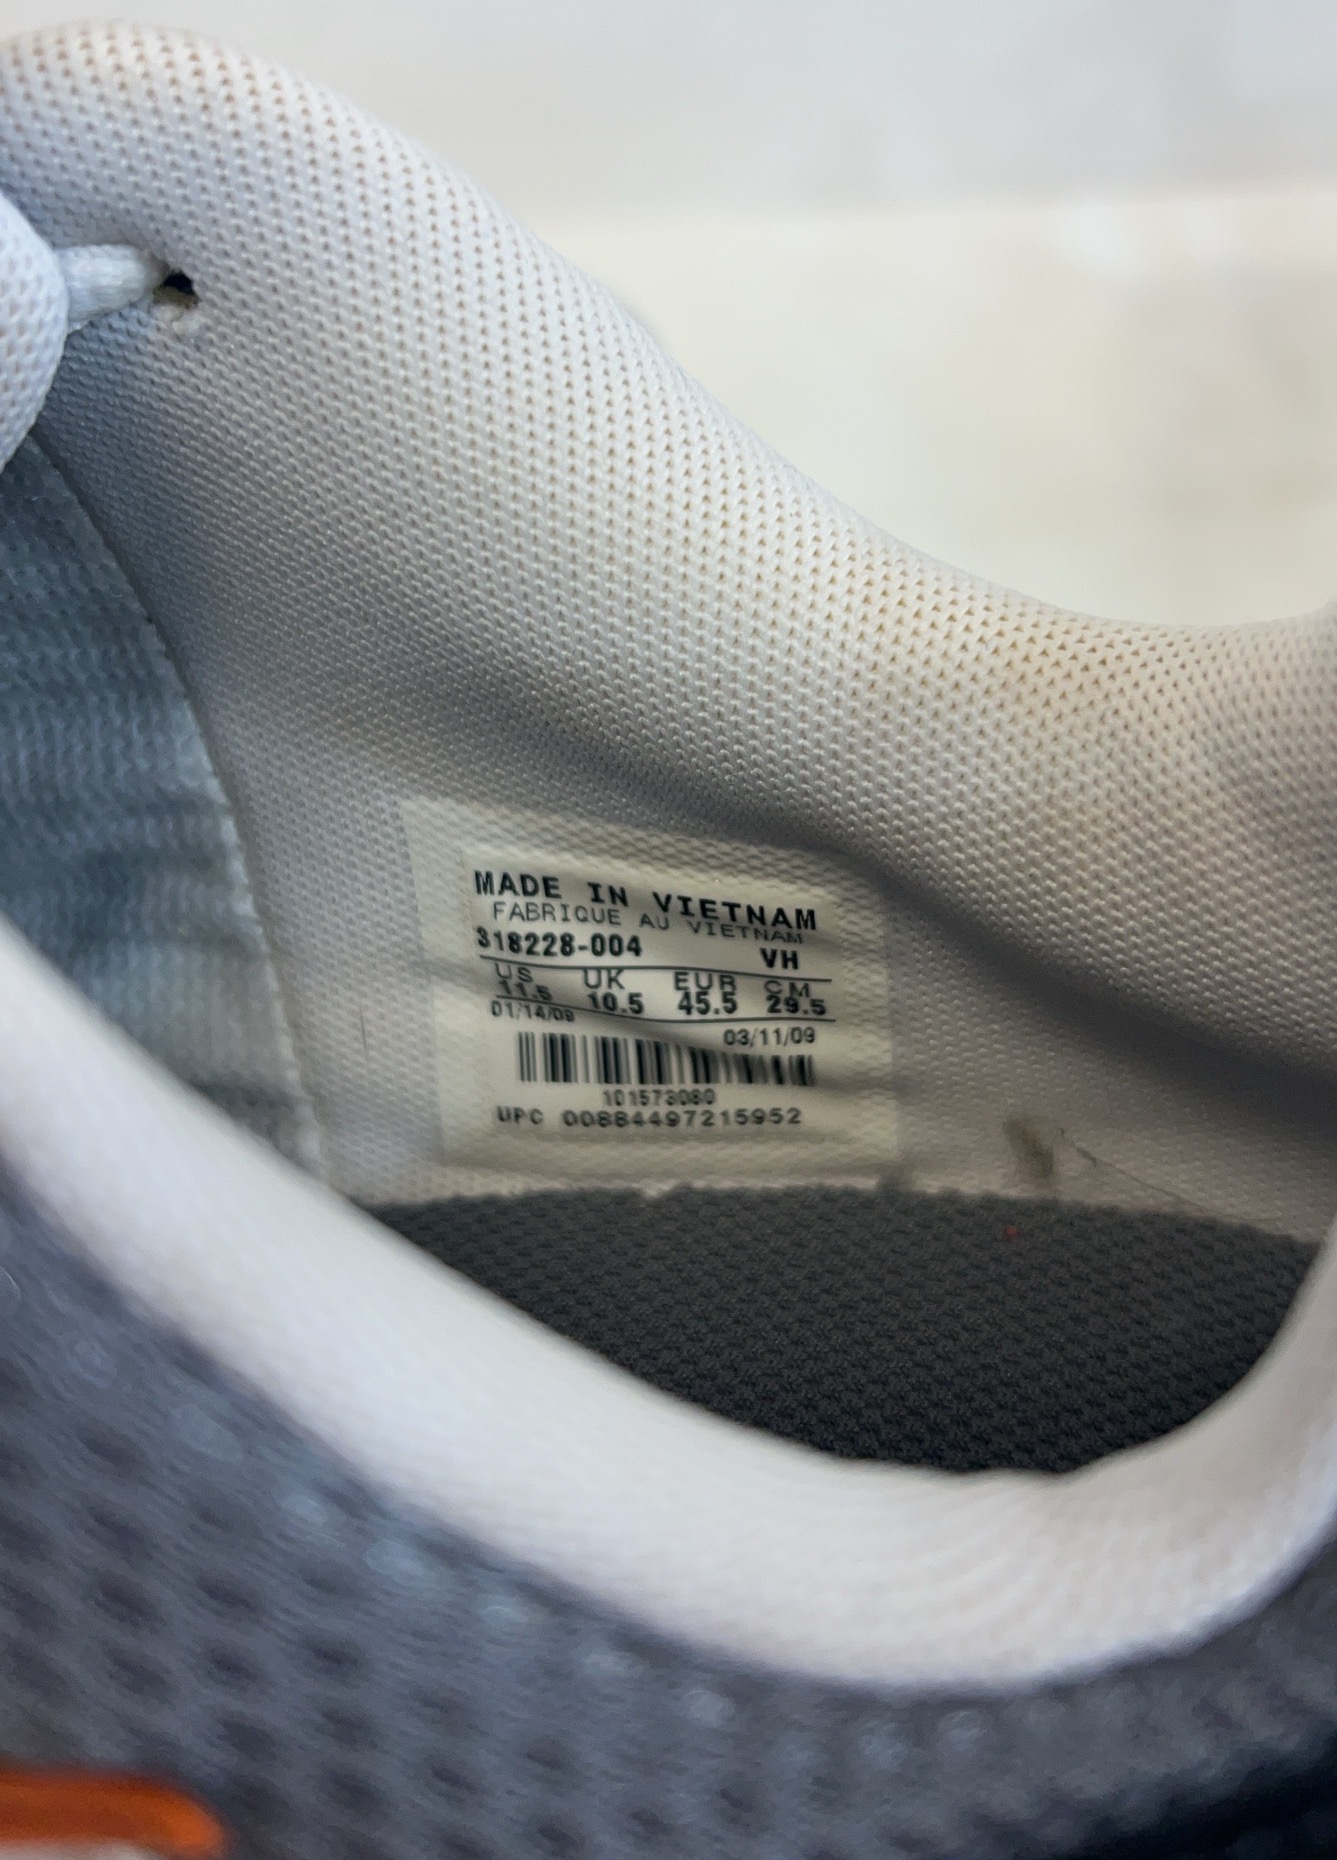 MADE IN VIETNAM
FABRIQUE AU VIETNAM
318228-004 VH
US UK EUR CM
11.5 10.5 45.5 29.5
01/14/09 03/11/09
101573080
UPC 00884497215952